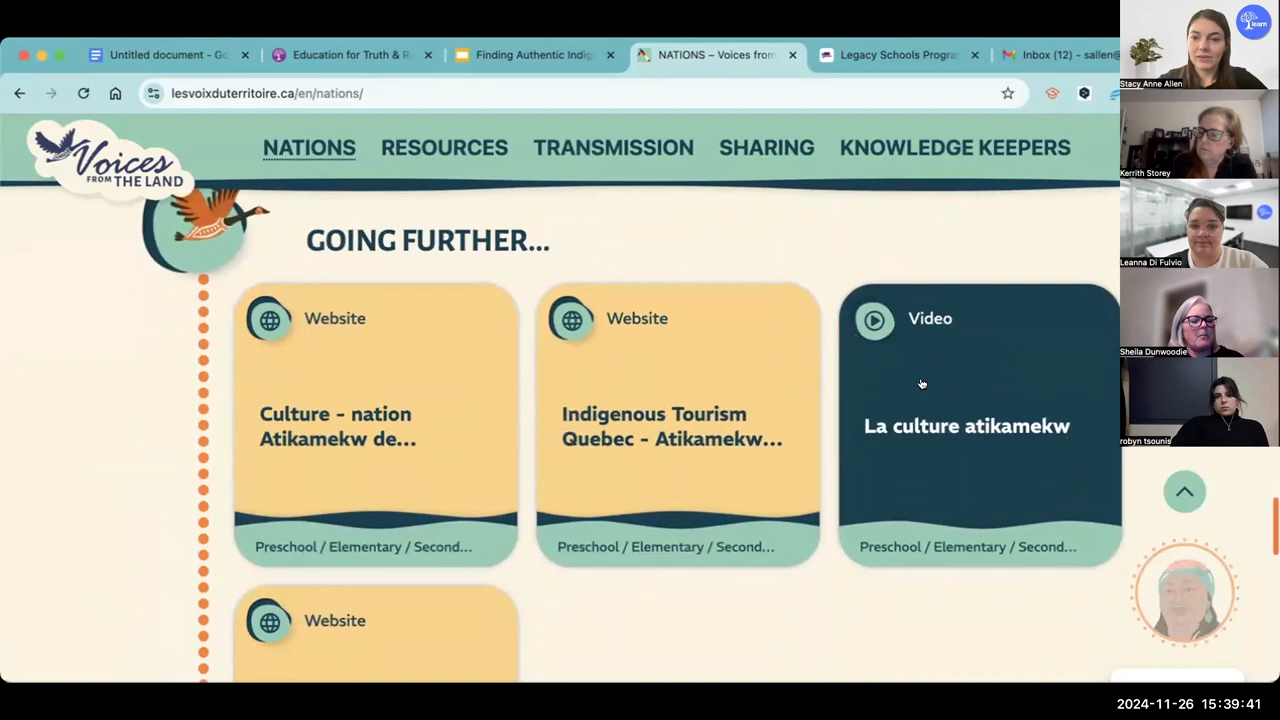 Untitled document - Go
Education for Truth & R
Finding Authentic Indig
NATIONS – Voices from
Legacy Schools Progra
Inbox (12) - sallen@
lesvoixduterritoire.ca/en/nations/
Voices
FROM THE LAND
NATIONS
RESOURCES
TRANSMISSION
SHARING
KNOWLEDGE KEEPERS
GOING FURTHER...
Website
Culture - nation
Atikamekw de...
Preschool / Elementary / Second...
Website
Indigenous Tourism
Quebec - Atikamekw...
Preschool / Elementary / Second...
Video
La culture atikamekw
Preschool / Elementary / Second...
Website
learn
Stacy Anne Allen
Kerrith Storey
Leanna Di Fulvio
Sheila Dunwoodie
robyn tsounis
2024-11-26 15:39:41